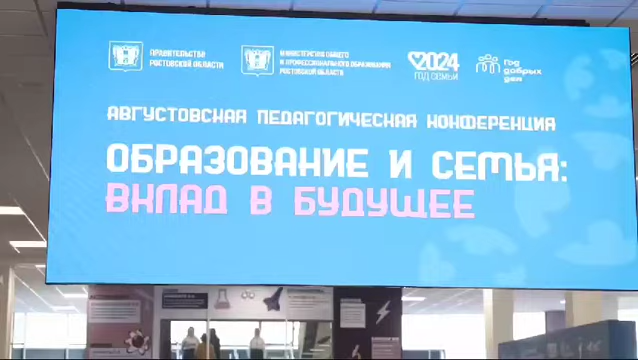 ПРАВИТЕЛЬСТВО
РОСТОВСКОЙ ОБЛАСТИ
МИНИСТЕРСТВО ОБЩЕГО
И ПРОФЕССИОНАЛЬНОГО ОБРАЗОВАНИЯ
РОСТОВСКОЙ ОБЛАСТИ
2024
ГОД СЕМЬИ
Год
добрых
дел
АВГУСТОВСКАЯ ПЕДАГОГИЧЕСКАЯ КОНФЕРЕНЦИЯ
ОБРАЗОВАНИЕ И СЕМЬЯ:
ВКЛАД В БУДУЩЕЕ